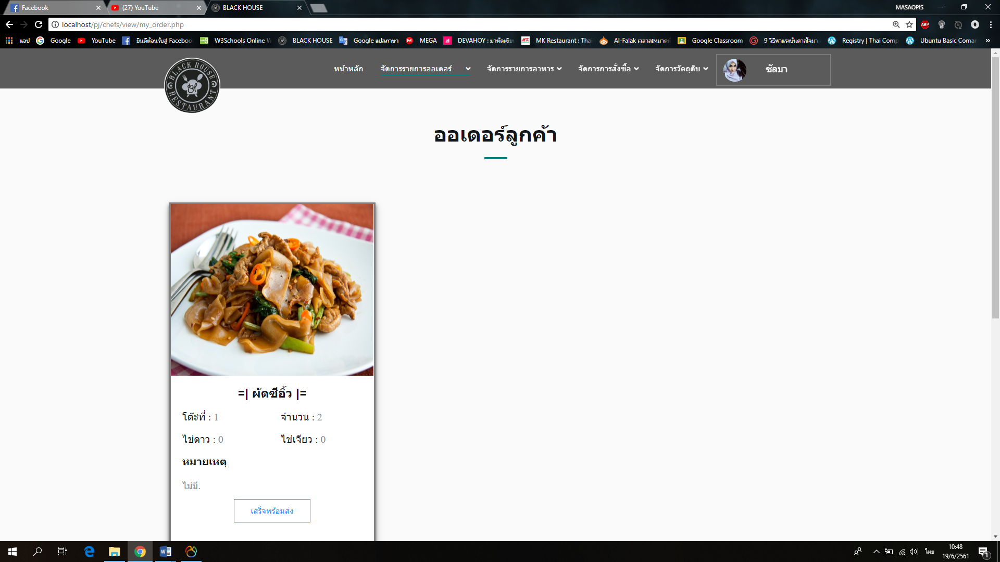 Facebook
(27) YouTube
BLACK HOUSE
MASAOPIS
localhost/pj/chefs/view/my_order.php
ABP
แอป
Google
YouTube
ยินดีต้อนรับสู่ Faceboo
W3Schools Online W
BLACK HOUSE
Google แปลภาษา
MEGA
DEVAHOY : มาหัดเขีย
MK Restaurant : Tha
Al-Falak เวลาละหมาด
Google Classroom
9 วิธีหาแรงบันดาลใจมา
Registry | Thai Comp
Ubuntu Basic Coman
BLACK HOUSE
BH
RESTAURANT
หน้าหลัก
จัดการรายการออเดอร์
จัดการรายการอาหาร
จัดการการสั่งซื้อ
จัดการวัตถุดิบ
ซัลมา
ออเดอร์ลูกค้า
=| ผัดซีอิ้ว |=
โต๊ะที่ : 1
จำนวน : 2
ไข่ดาว : 0
ไข่เจียว : 0
หมายเหตุ
ไม่มี.
เสร็จพร้อมส่ง
ไทย
10:48
19/6/2561
1